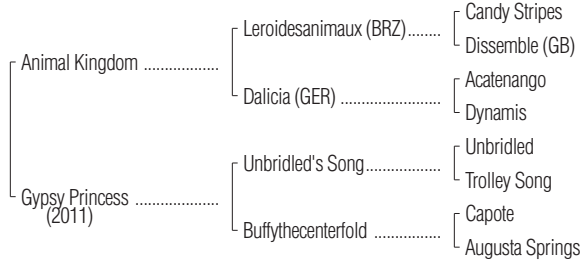 Candy Stripes
Leroidesanimaux (BRZ)........
Dissemble (GB)
Animal Kingdom ..................
Acatenango
Dalicia (GER) ........................
Dynamis
Unbridled
Unbridled's Song..................
Trolley Song
Gypsy Princess ....................
(2011)
Capote
Buffythecenterfold ................
Augusta Springs